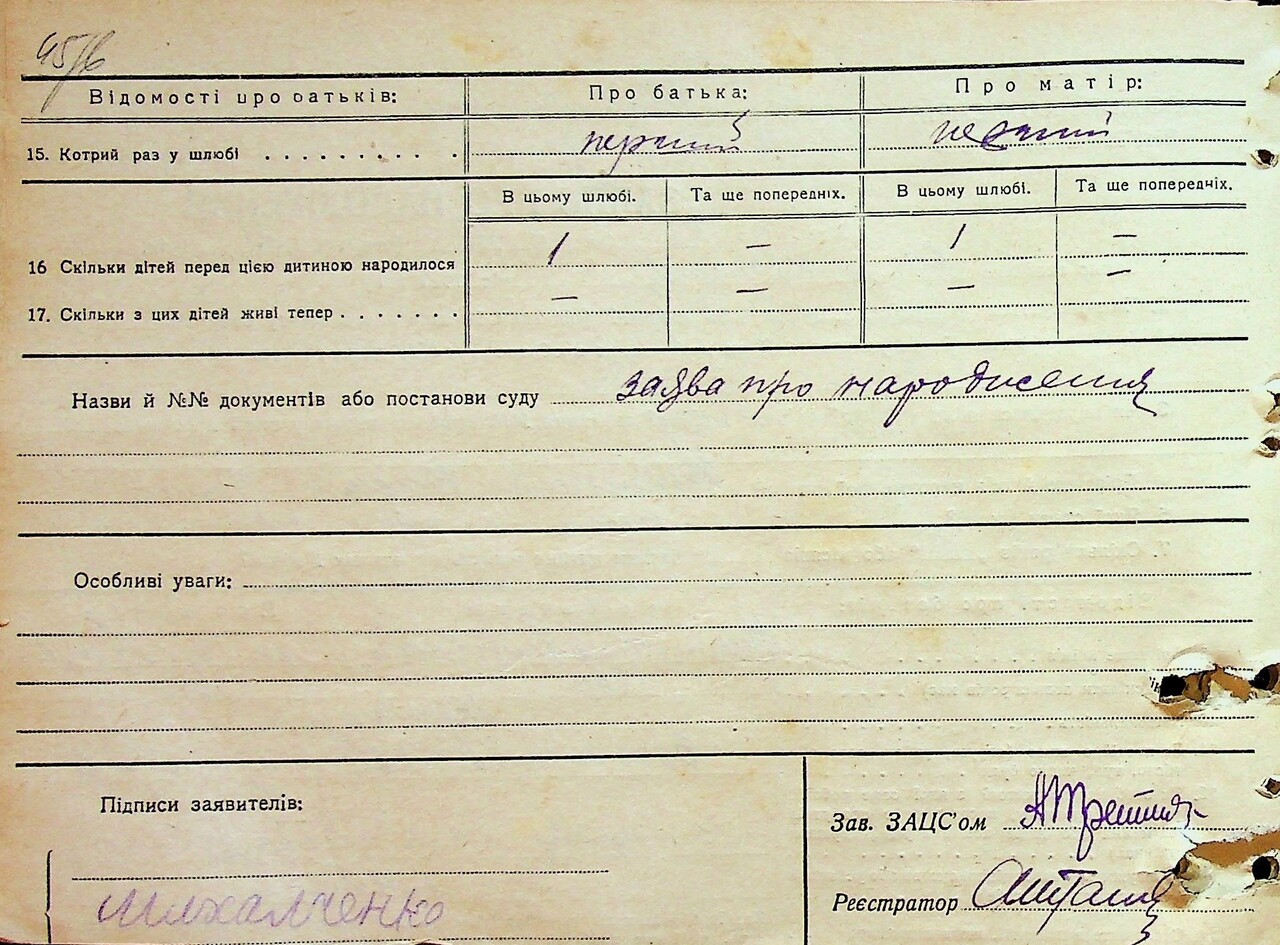 Відомості про батьків: Про батька: Про матір:
15. Котрий раз у шлюбі . . . . . . . . . . перший перший
В цьому шлюбі. Та ще попередніх. В цьому шлюбі. Та ще попередніх.
16 Скільки дітей перед цією дитиною народилося 1 — 1 —
17. Скільки з цих дітей живі тепер . . . . . . . — — — —
Назви й №№ документів або постанови суду заява про народження
Особливі уваги:
Підписи заявителів:
Зав. ЗАЦС'ом
Михалченко
Реєстратор